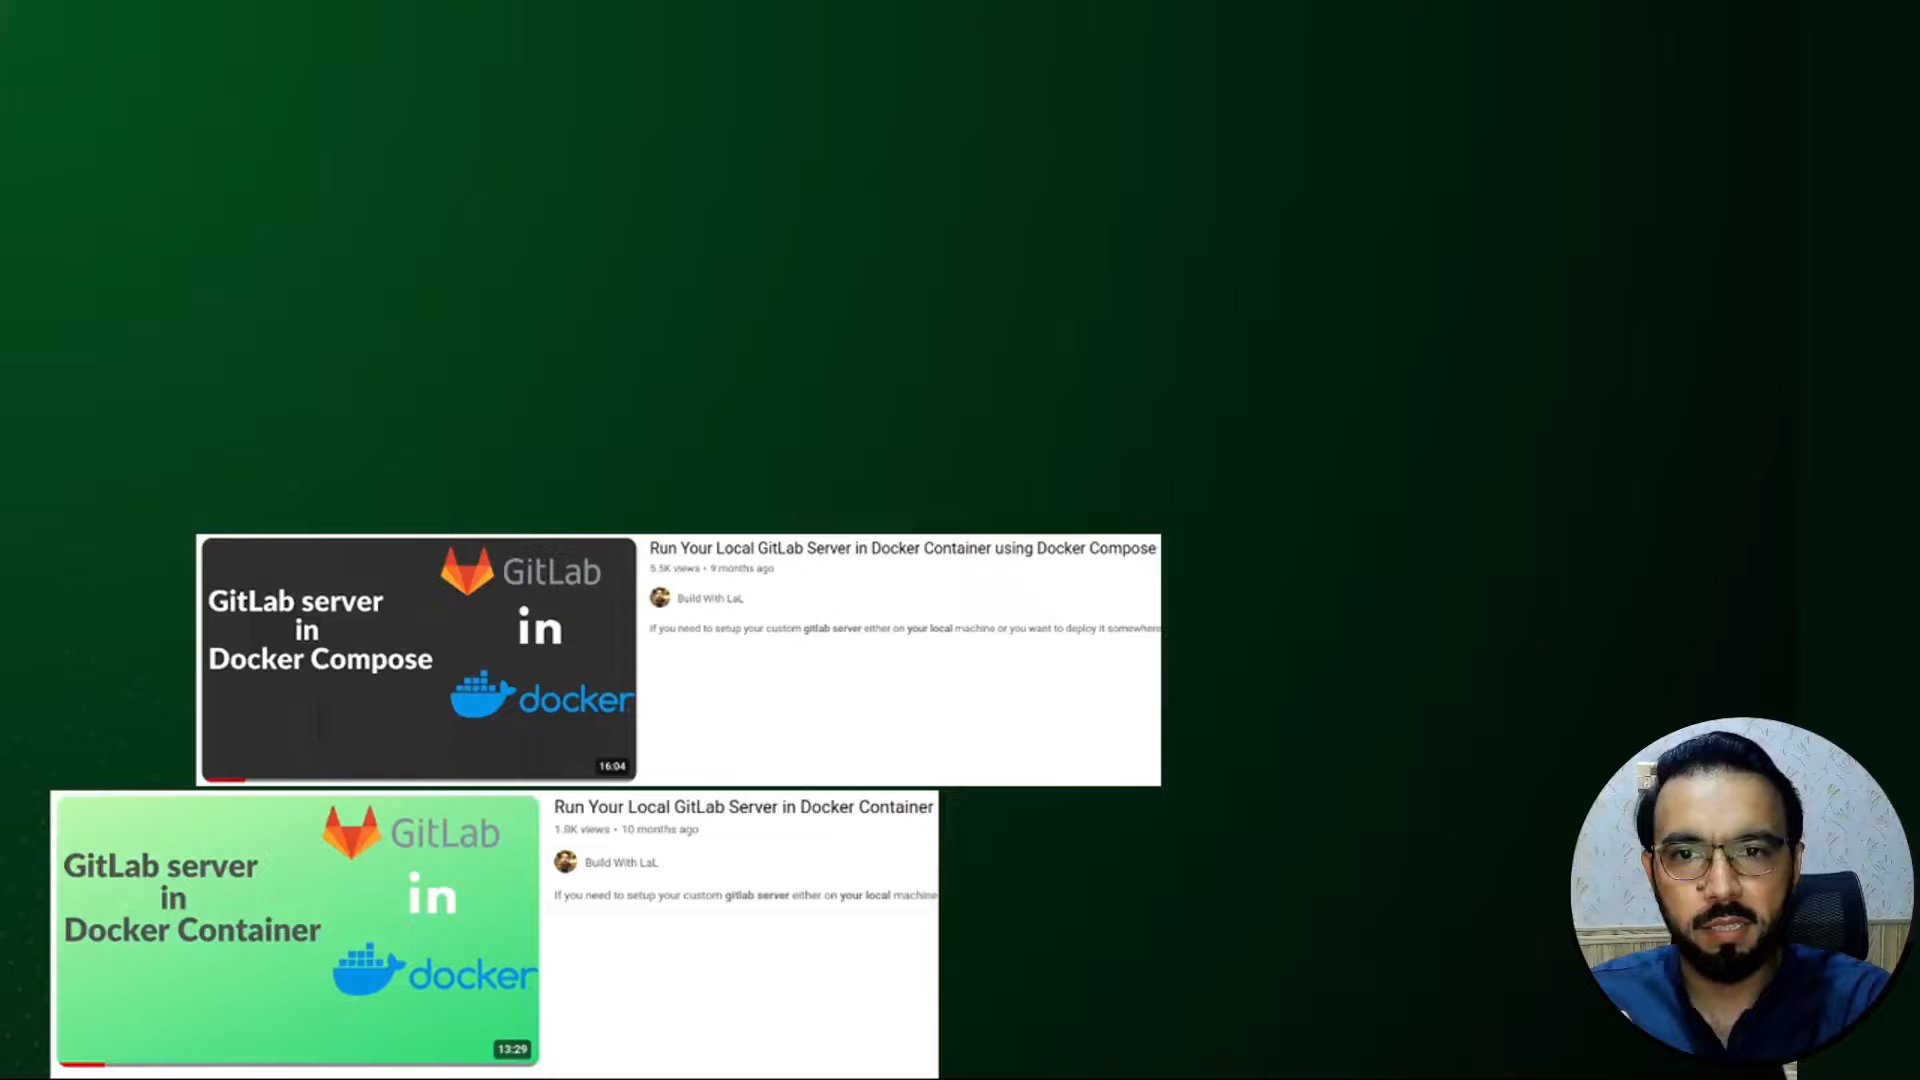 GitLab server
in
Docker Compose
GitLab
in
docker
16:04
Run Your Local GitLab Server in Docker Container using Docker Compose
5.5K views • 9 months ago
Build With LaL
If you need to setup your custom gitlab server either on your local machine or you want to deploy it somewhere
GitLab server
in
Docker Container
GitLab
in
docker
13:29
Run Your Local GitLab Server in Docker Container
1.8K views • 10 months ago
Build With LaL
If you need to setup your custom gitlab server either on your local machine